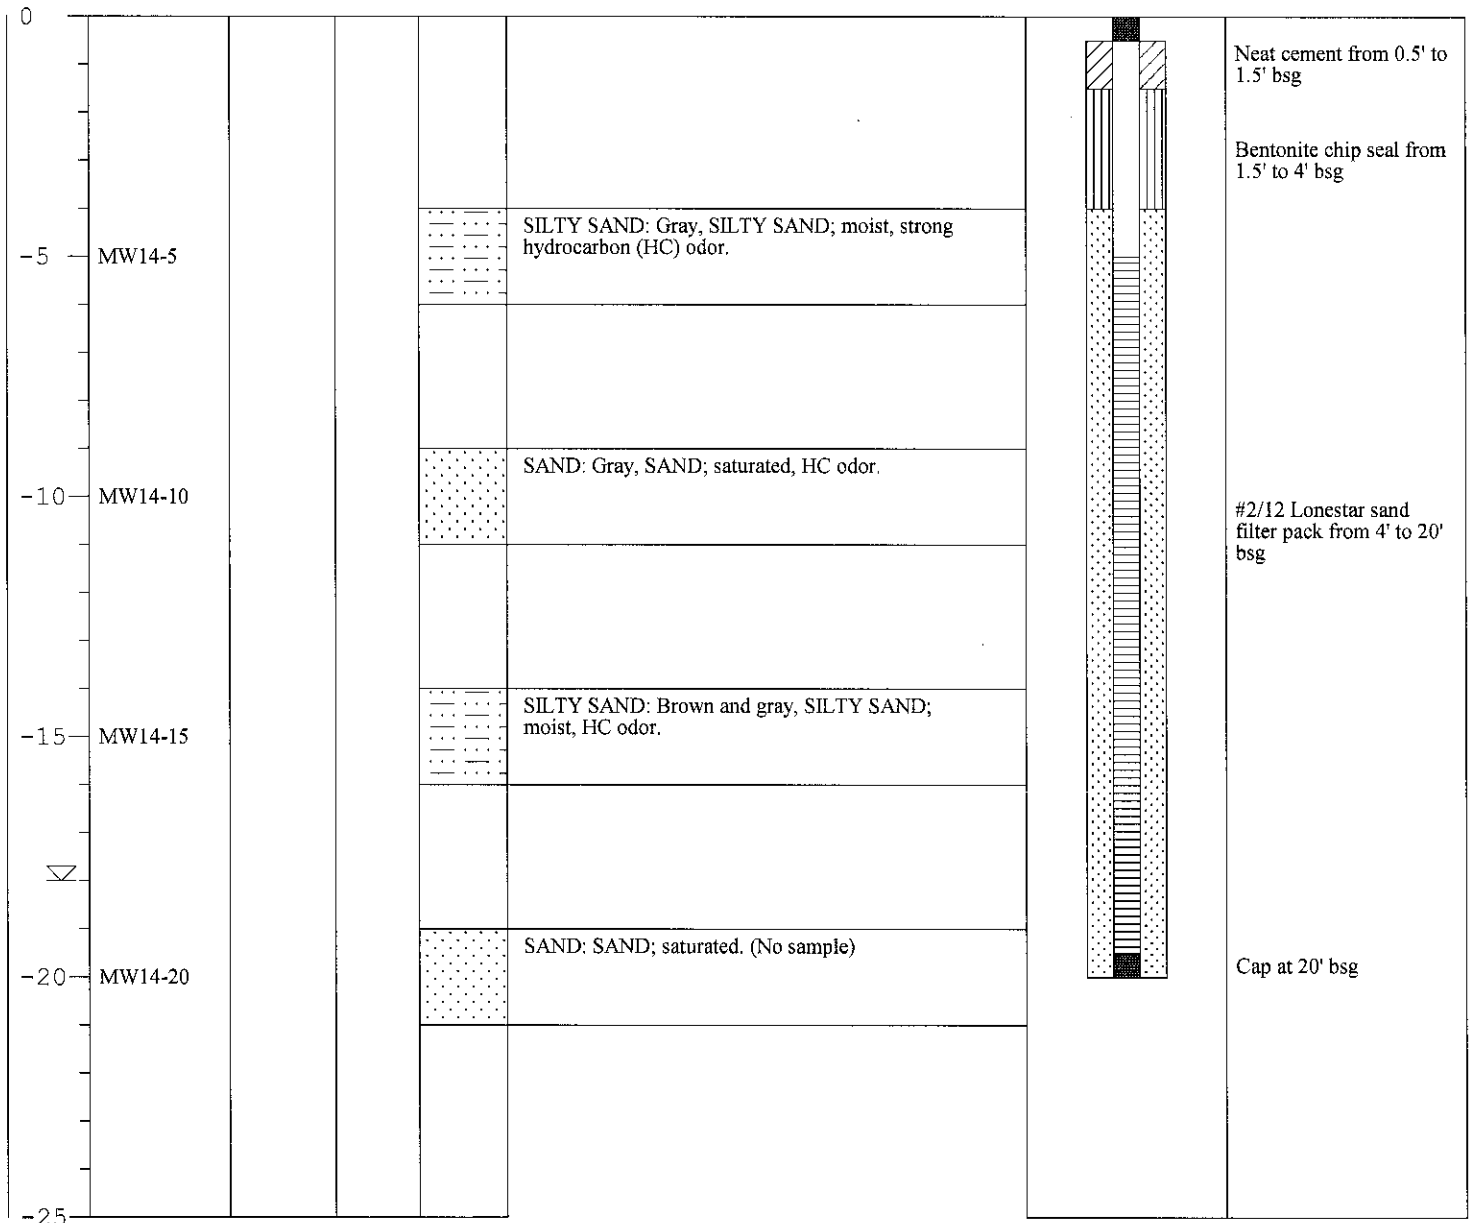 0
Neat cement from 0.5' to
1.5' bsg
Bentonite chip seal from
1.5' to 4' bsg
SILTY SAND: Gray, SILTY SAND; moist, strong
hydrocarbon (HC) odor.
-5
MW14-5
SAND: Gray, SAND; saturated, HC odor.
-10
MW14-10
#2/12 Lonestar sand
filter pack from 4' to 20'
bsg
SILTY SAND: Brown and gray, SILTY SAND;
moist, HC odor.
-15
MW14-15
SAND: SAND; saturated. (No sample)
-20
MW14-20
Cap at 20' bsg
-25